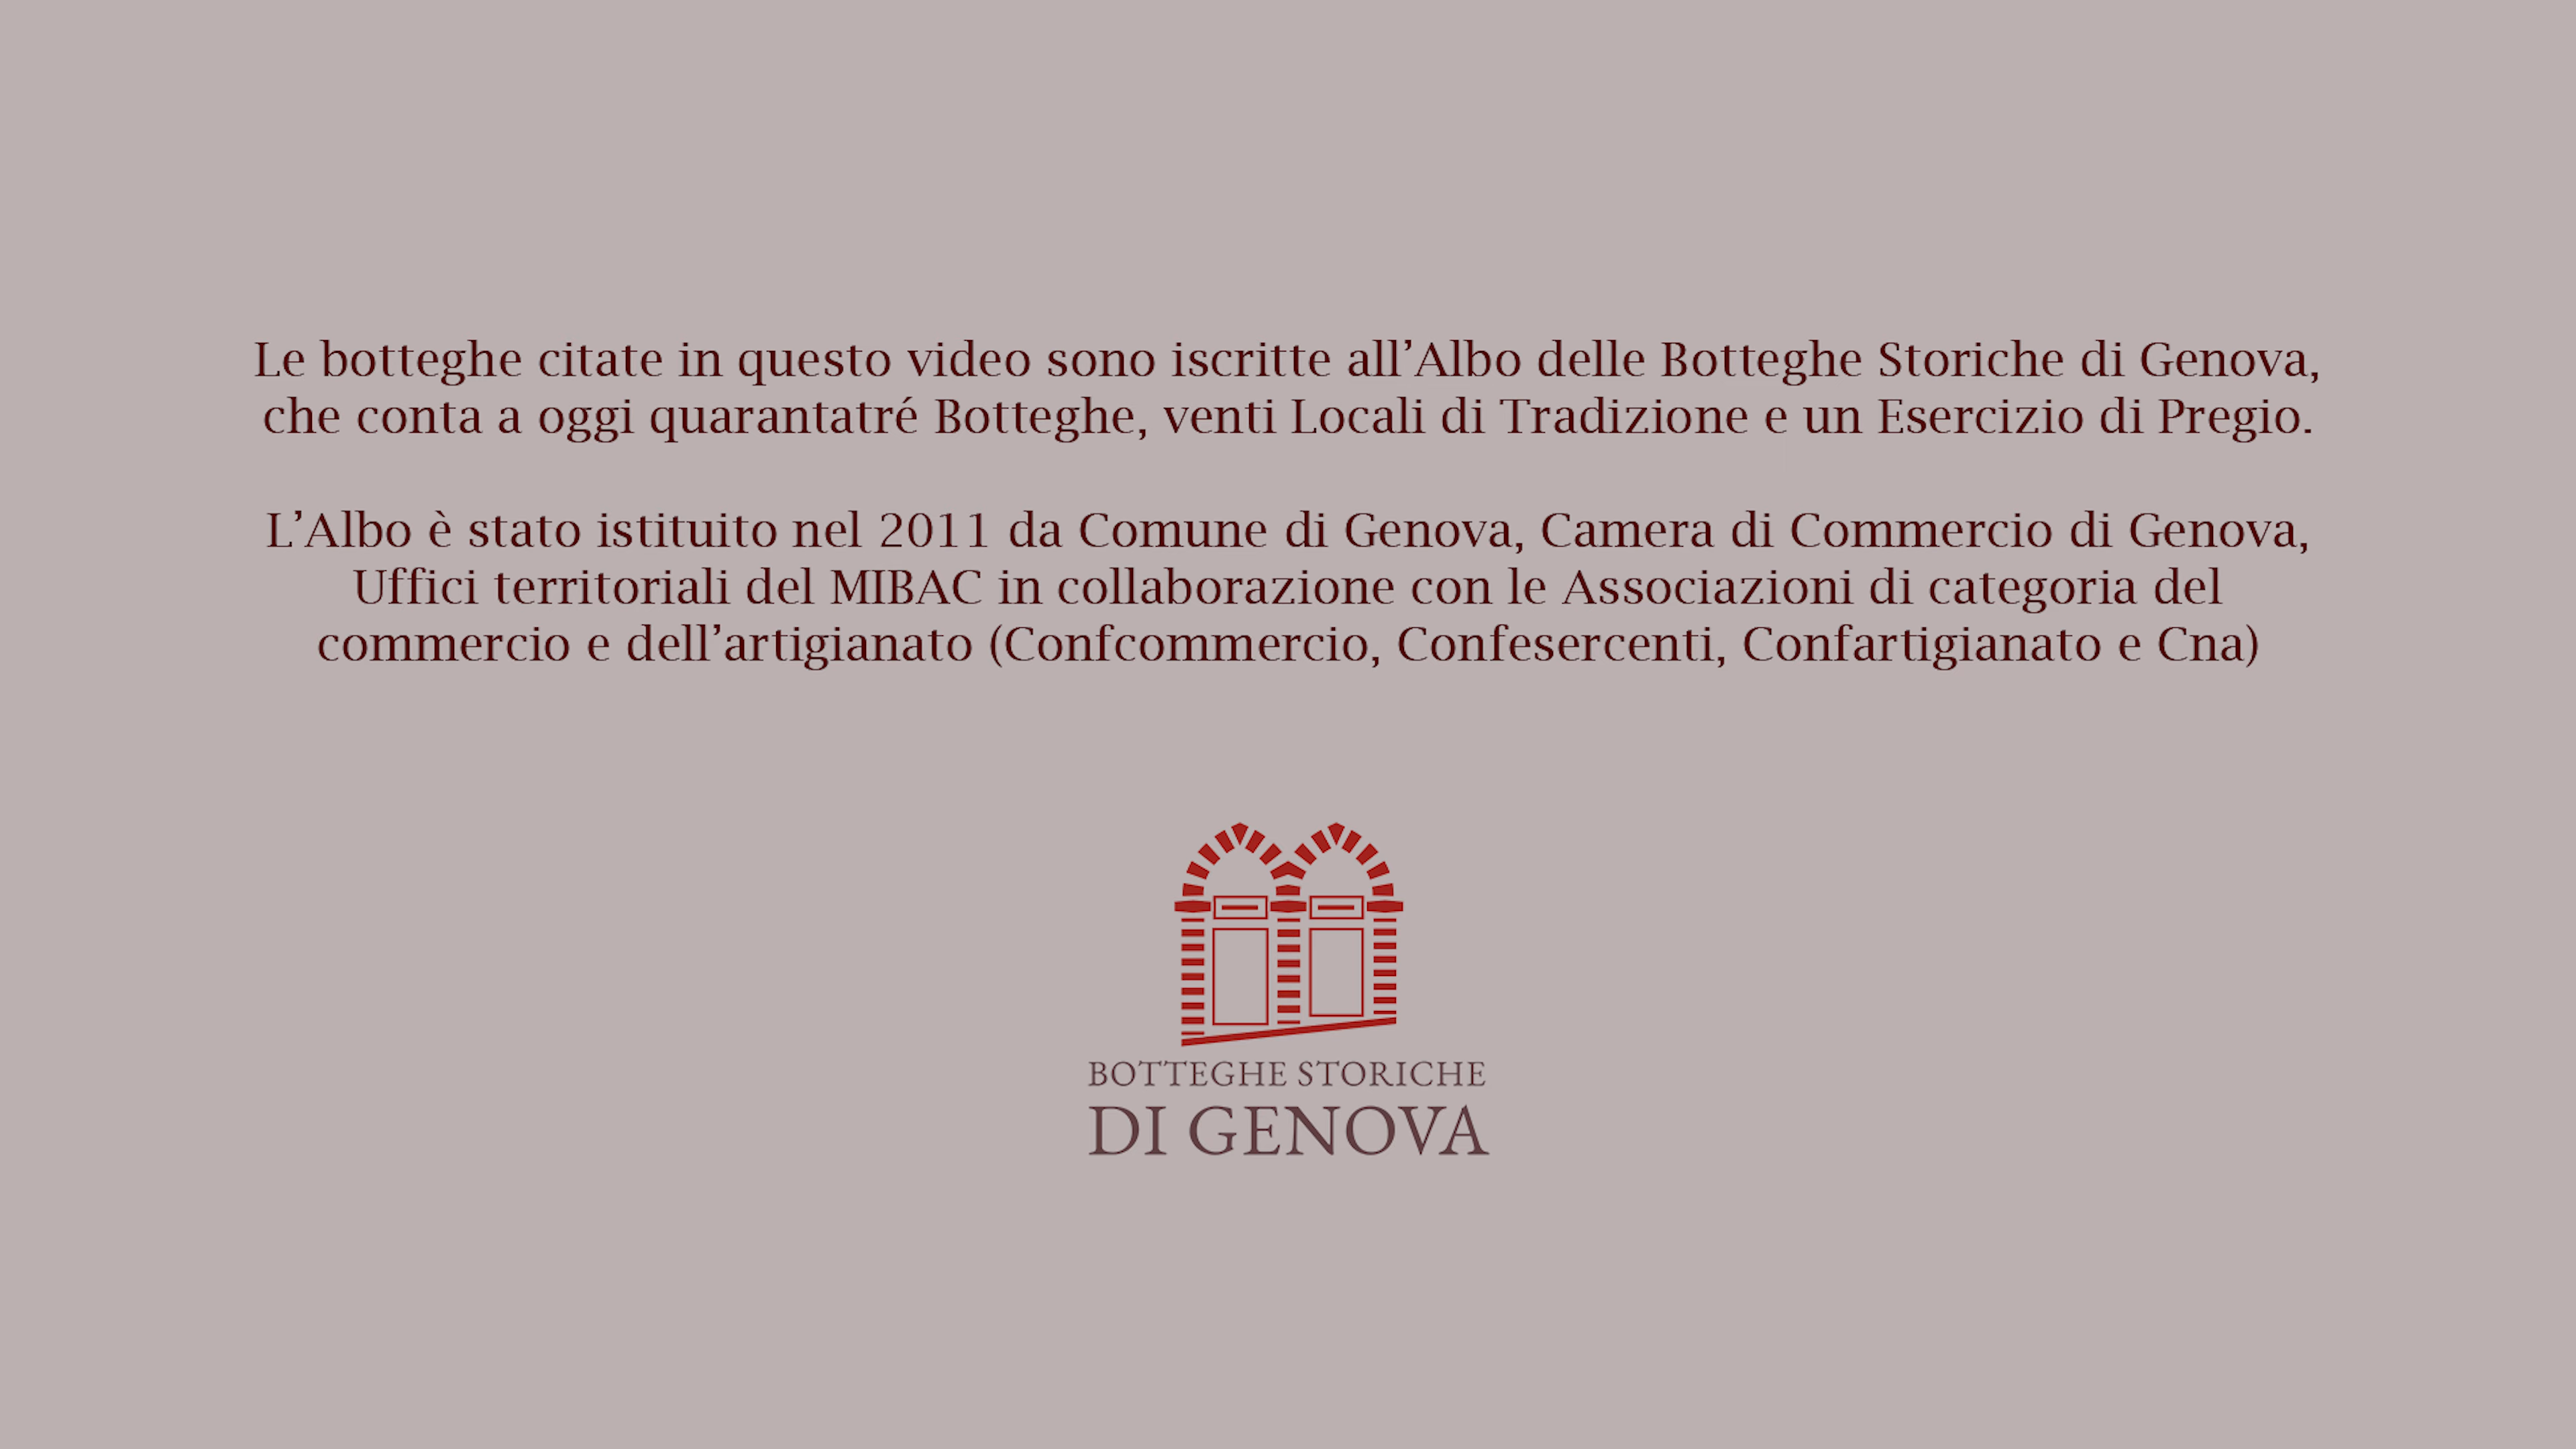 Le botteghe citate in questo video sono iscritte all’Albo delle Botteghe Storiche di Genova,
che conta a oggi quarantatré Botteghe, venti Locali di Tradizione e un Esercizio di Pregio.
L’Albo è stato istituito nel 2011 da Comune di Genova, Camera di Commercio di Genova,
Uffici territoriali del MIBAC in collaborazione con le Associazioni di categoria del
commercio e dell’artigianato (Confcommercio, Confesercenti, Confartigianato e Cna)
BOTTEGHE STORICHE
DI GENOVA